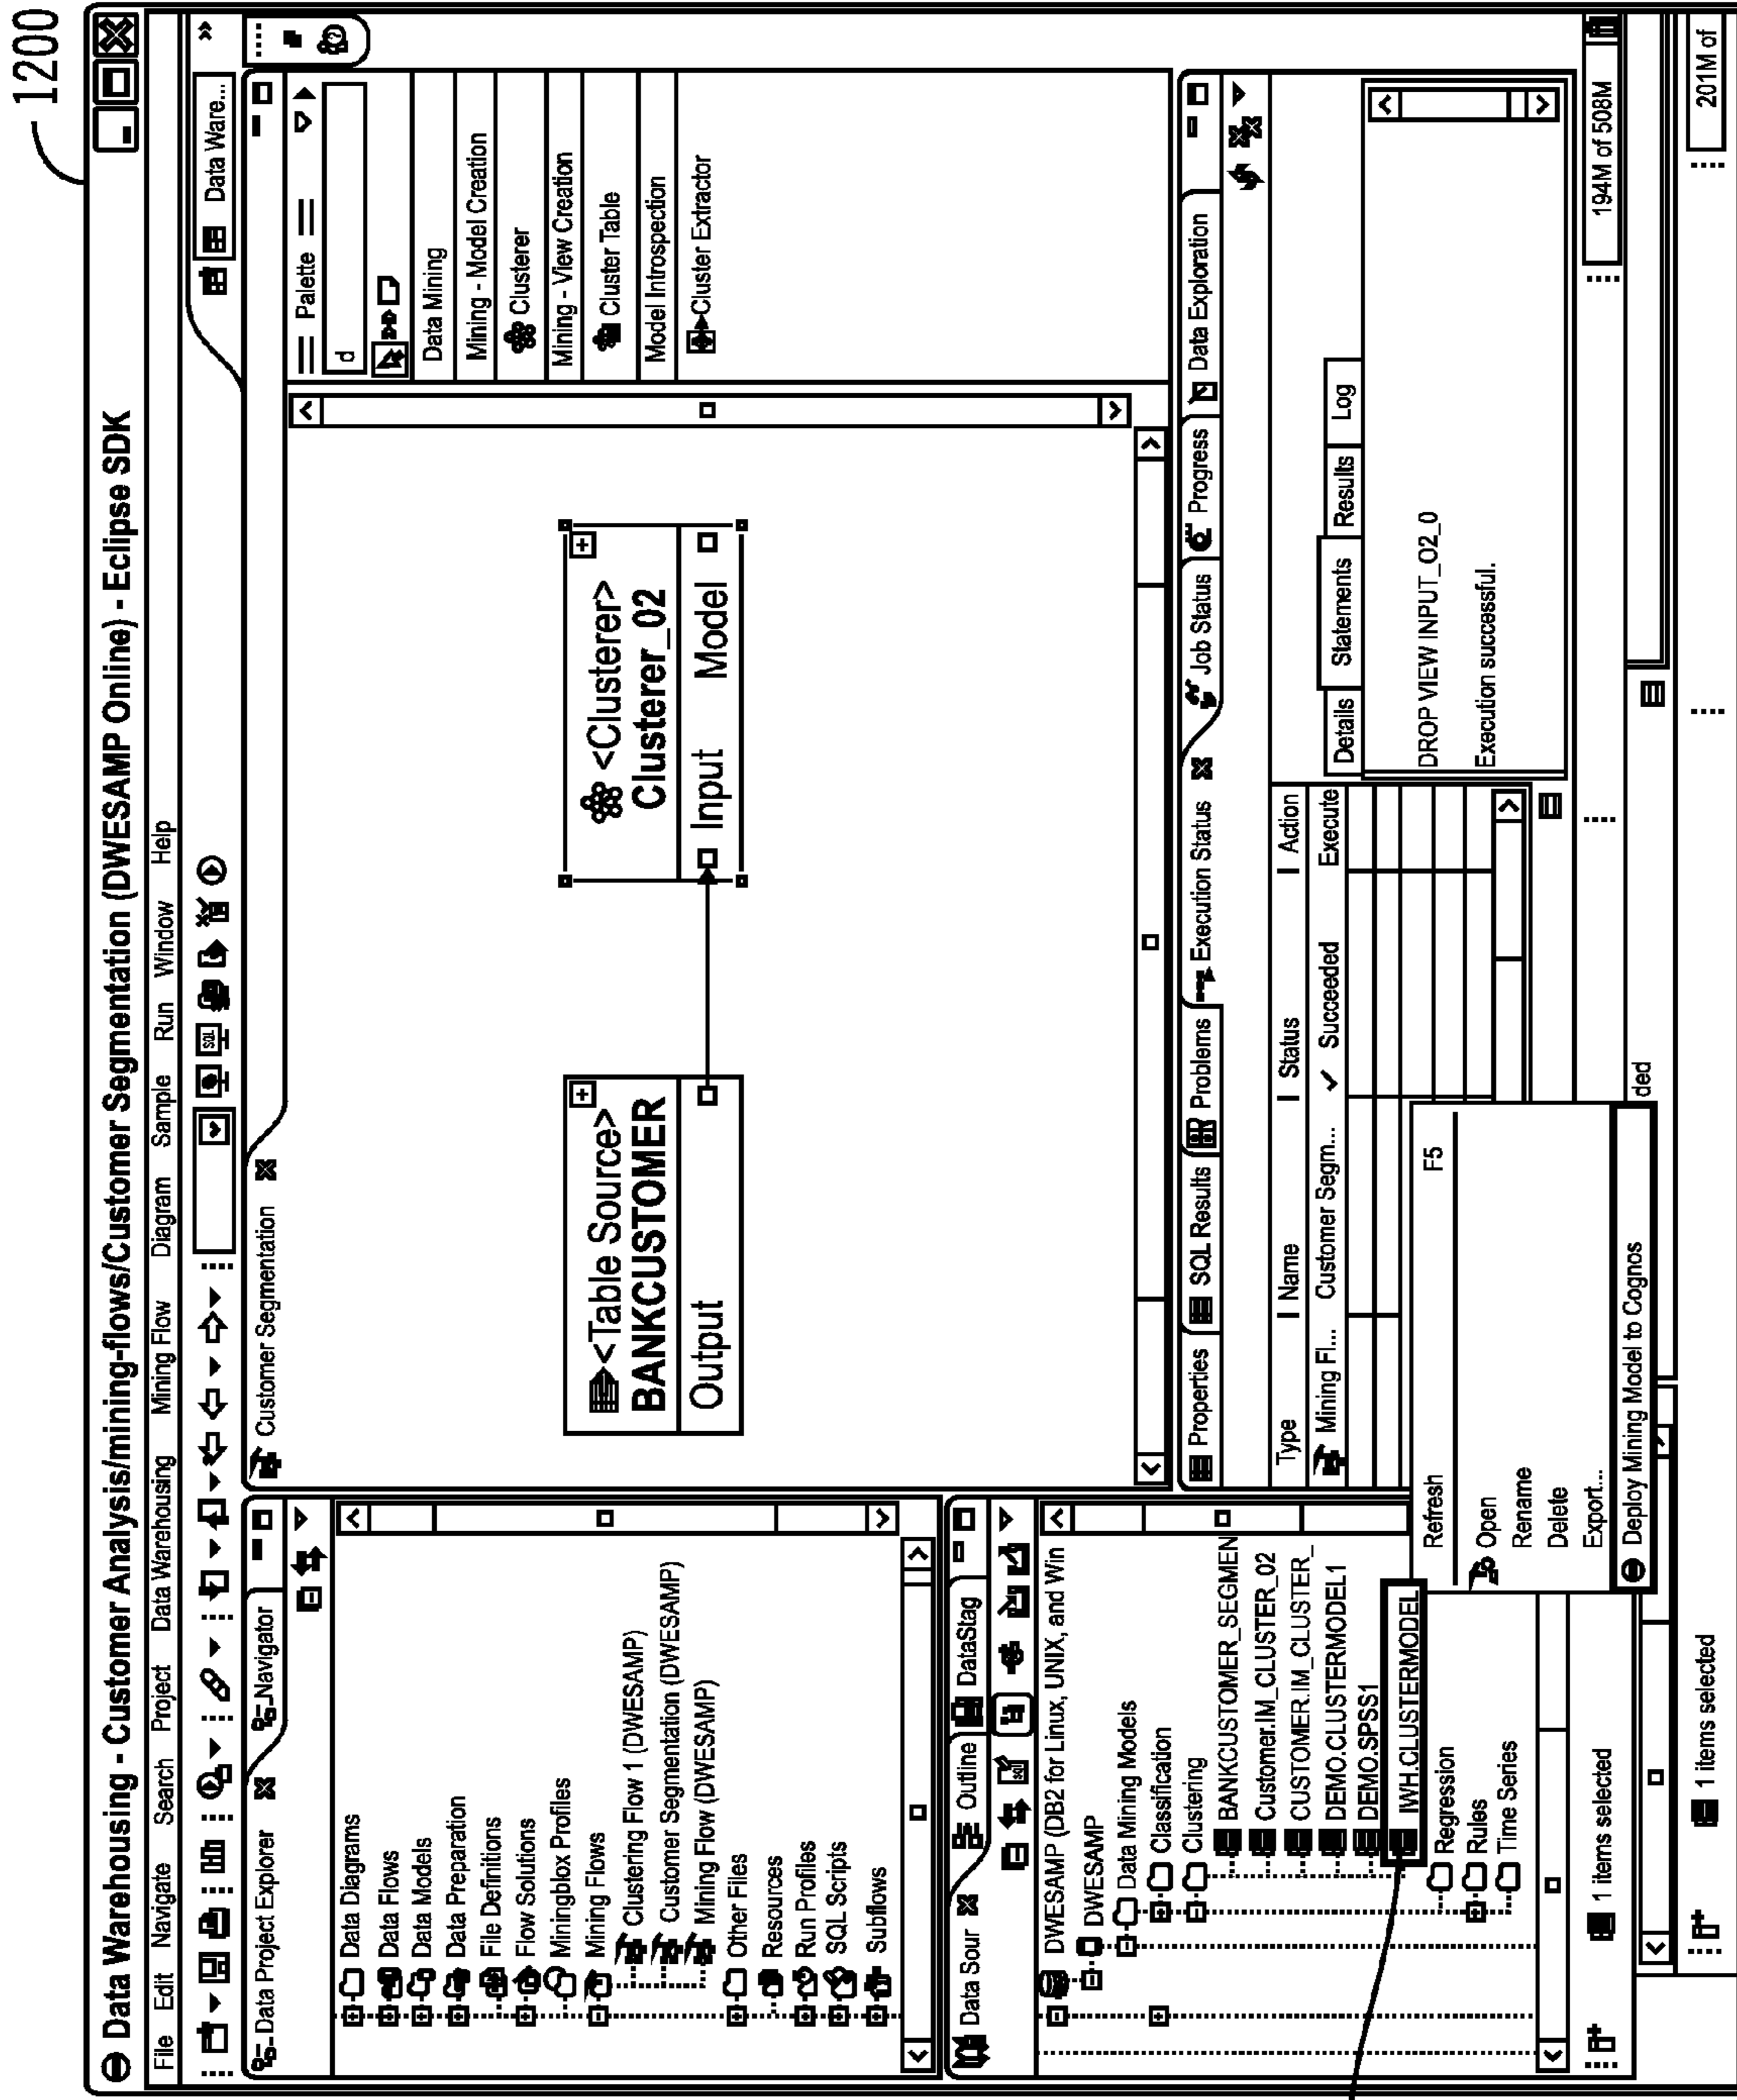 1200
Data Warehousing - Customer Analysis/mining-flows/Customer Segmentation (DWESAMP Online) - Eclipse SDK
File Edit Navigate Search Project Data Warehousing Mining Flow Diagram Sample Run Window Help
SQL
» Data Ware...
Data Project Explorer Navigator
Data Diagrams
Data Flows
Data Models
Data Preparation
File Definitions
Flow Solutions
Miningblox Profiles
Mining Flows
Clustering Flow 1 (DWESAMP)
Customer Segmentation (DWESAMP)
Mining Flow (DWESAMP)
Other Files
Resources
Run Profiles
SQL Scripts
Subflows
Customer Segmentation
<Table Source>
BANKCUSTOMER
Output
<Clusterer>
Clusterer_02
Input Model
Palette
d
Data Mining
Mining - Model Creation
Clusterer
Mining - View Creation
Cluster Table
Model Introspection
Cluster Extractor
Data Sour Outline DataStag
SQL
DWESAMP (DB2 for Linux, UNIX, and Win
DWESAMP
Data Mining Models
Classification
Clustering
BANKCUSTOMER_SEGMEN
Customer.IM_CLUSTER_02
CUSTOMER.IM_CLUSTER_
DEMO.CLUSTERMODEL1
DEMO.SPSS1
IWH.CLUSTERMODEL
Regression
Rules
Time Series
Refresh F5
Open
Rename
Delete
Export...
Deploy Mining Model to Cognos
Properties SQL Results Problems Execution Status Job Status Progress Data Exploration
Type Name Status Action
Mining Fl... Customer Segm... Succeeded Execute
Details Statements Results Log
DROP VIEW INPUT_02_0
Execution successful.
1 items selected
194M of 508M
ded
1 items selected
201M of